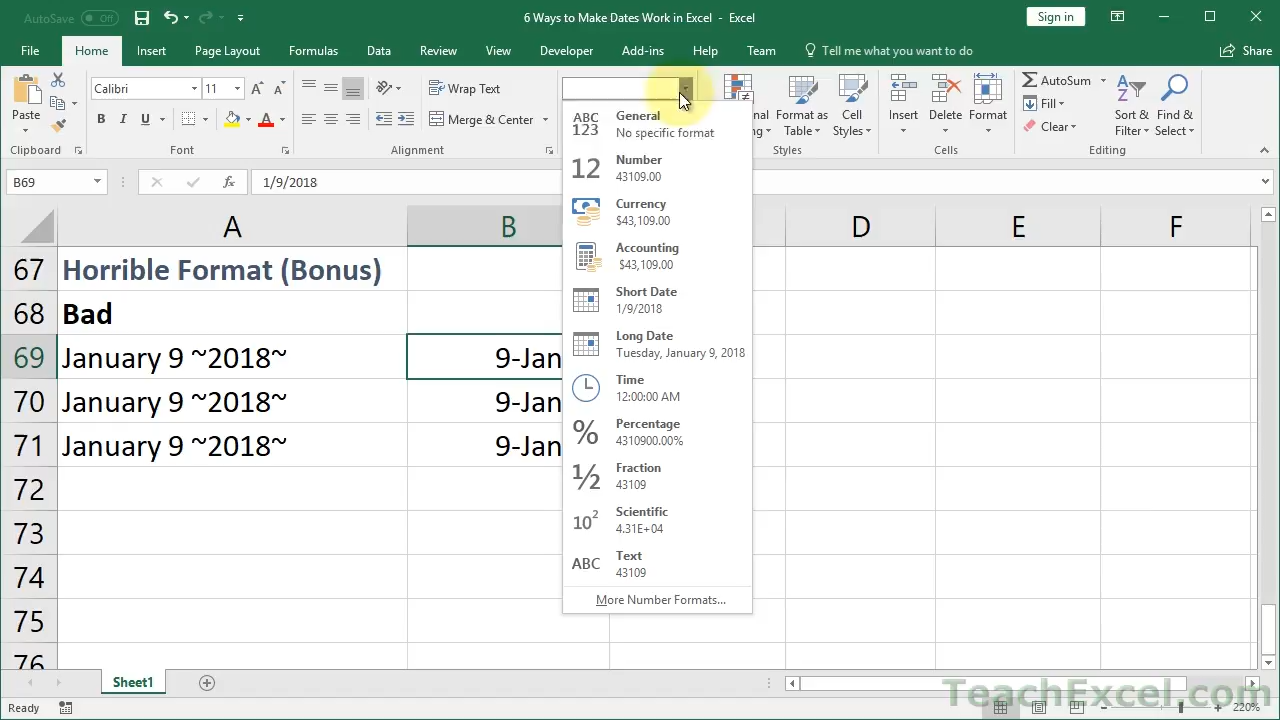 AutoSave Off
6 Ways to Make Dates Work in Excel - Excel
Sign in
File Home Insert Page Layout Formulas Data Review View Developer Add-ins Help Team Tell me what you want to do Share
Paste
Calibri 11
B I U A
Wrap Text
Merge & Center
Format as Table
Cell Styles
Insert Delete Format
AutoSum
Fill
Clear
Sort & Filter
Find & Select
Clipboard Font Alignment Styles Cells Editing
B69 fx 1/9/2018
A B D E F
67 Horrible Format (Bonus)
68 Bad
69 January 9 ~2018~ 9-Jan
70 January 9 ~2018~ 9-Jan
71 January 9 ~2018~ 9-Jan
72
73
74
75
76
ABC 123 General
No specific format
12 Number
43109.00
Currency
$43,109.00
Accounting
$43,109.00
Short Date
1/9/2018
Long Date
Tuesday, January 9, 2018
Time
12:00:00 AM
% Percentage
4310900.00%
½ Fraction
43109
10² Scientific
4.31E+04
ABC Text
43109
More Number Formats...
Sheet1
TeachExcel.com
Ready 220%